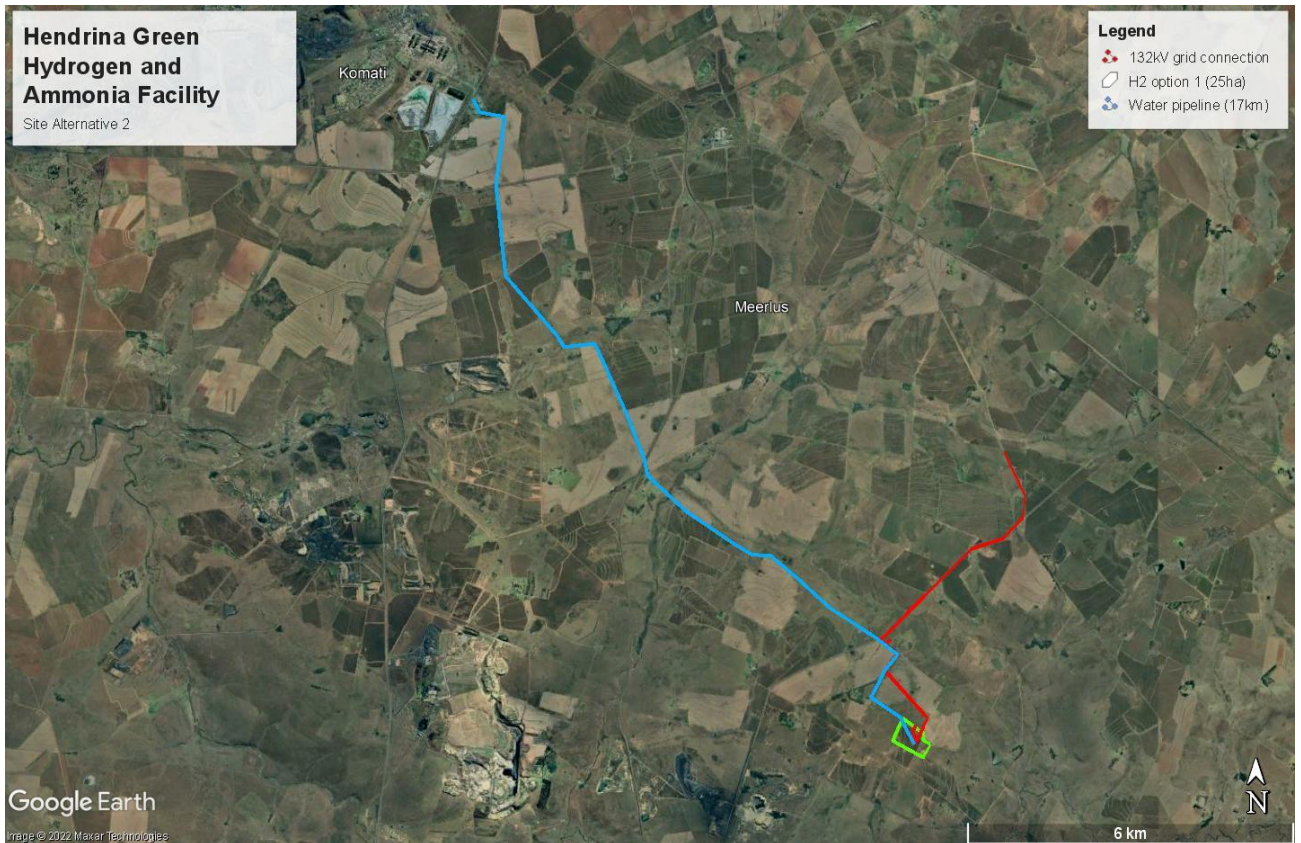 Hendrina Green
Hydrogen and
Ammonia Facility
Site Alternative 2
Legend
132kV grid connection
H2 option 1 (25ha)
Water pipeline (17km)
Komati
Meerlus
Google Earth
Image © 2022 Maxar Technologies
N
6 km